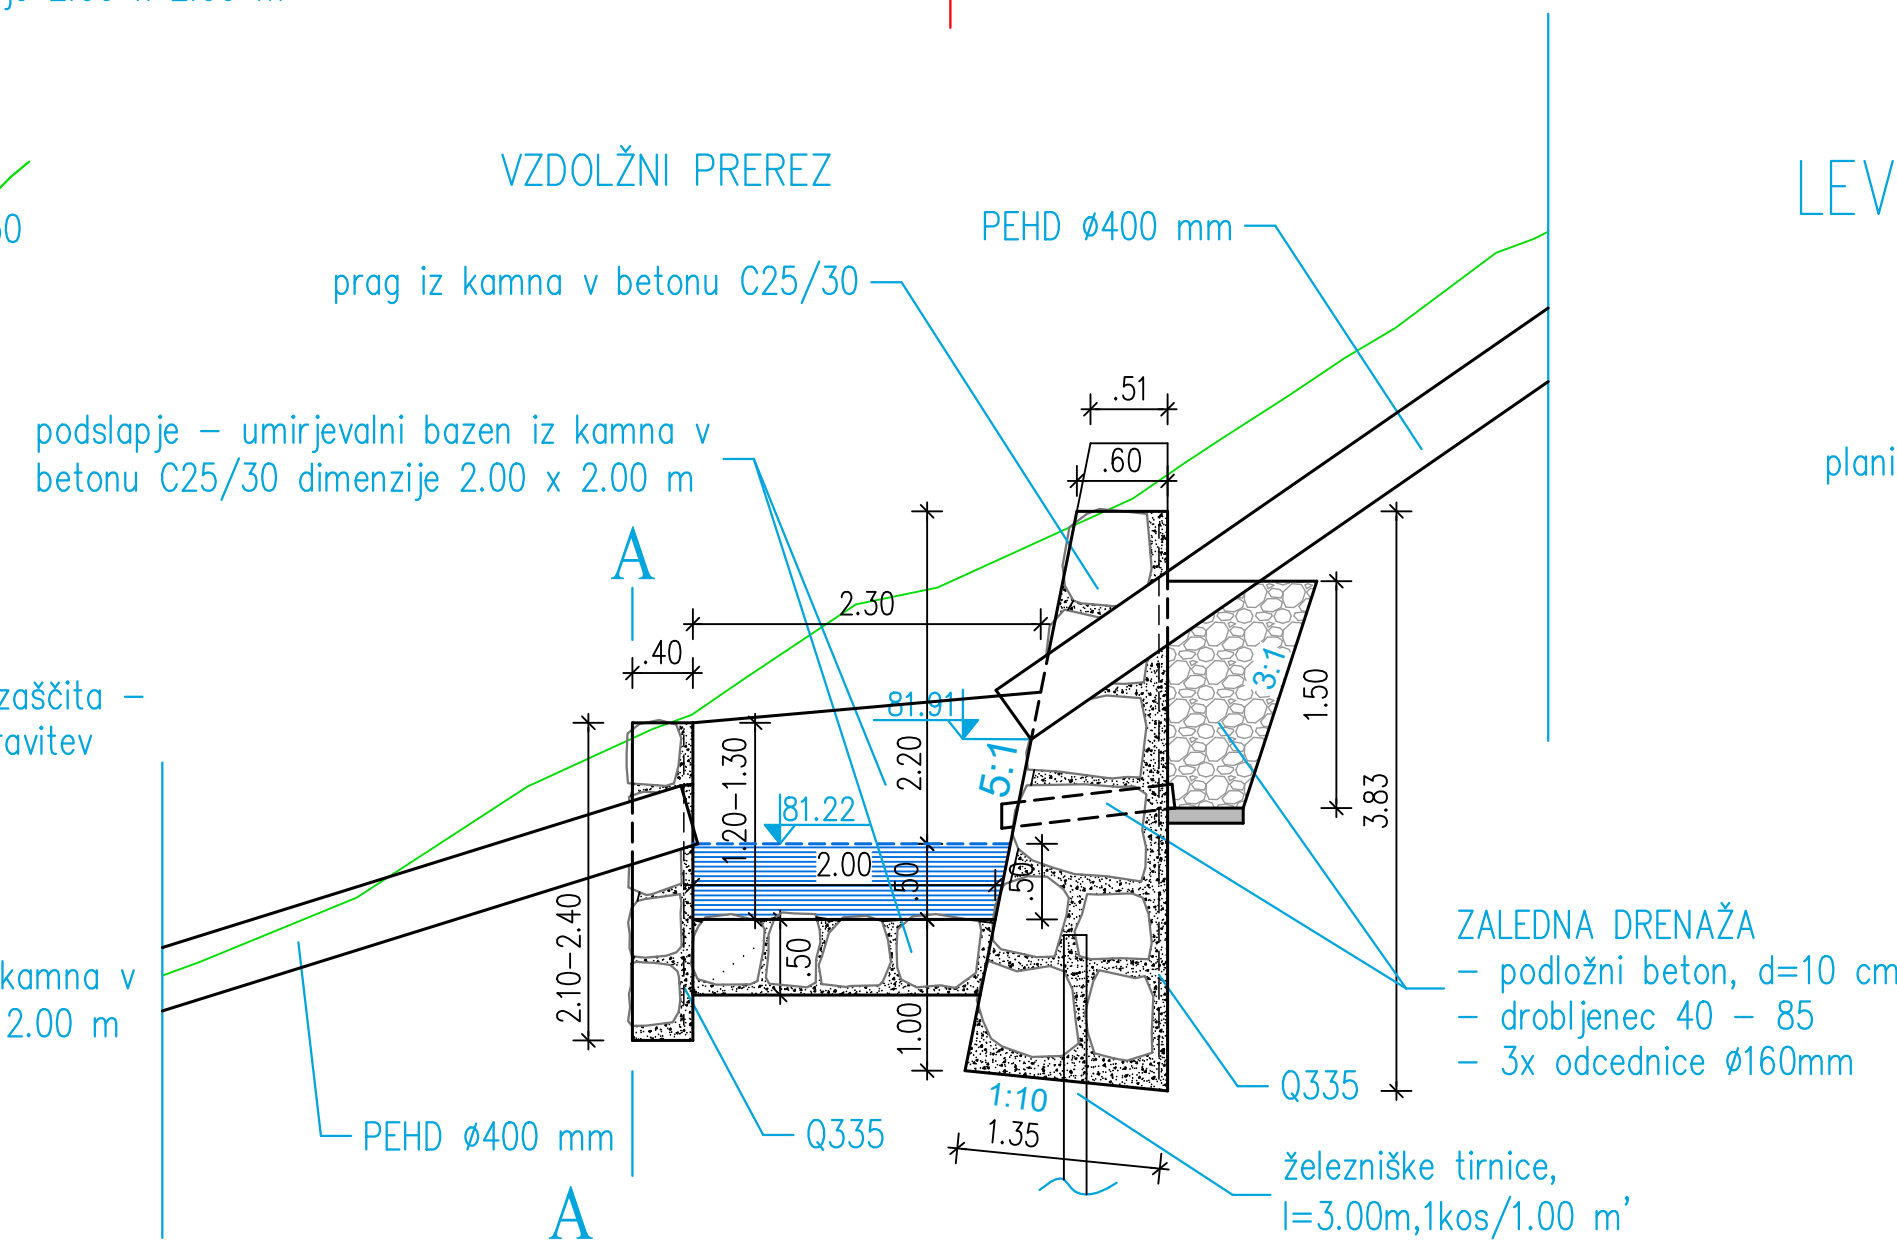 VZDOLŽNI PREREZ
LEV
PEHD ø400 mm
prag iz kamna v betonu C25/30
.51
.60
podslapje – umirjevalni bazen iz kamna v
betonu C25/30 dimenzije 2.00 x 2.00 m
plani
A
2.30
.40
3:1
1.50
zaščita –
ravitev
81.91
5:1
2.20
1.20-1.30
81.22
3.83
2.00
.50
.50
2.10-2.40
.50
1.00
kamna v
2.00 m
ZALEDNA DRENAŽA
– podložni beton, d=10 cm
– drobljenec 40 – 85
– 3x odcednice ø160mm
Q335
1:10
1.35
PEHD ø400 mm
Q335
železniške tirnice,
l=3.00m,1kos/1.00 m'
A